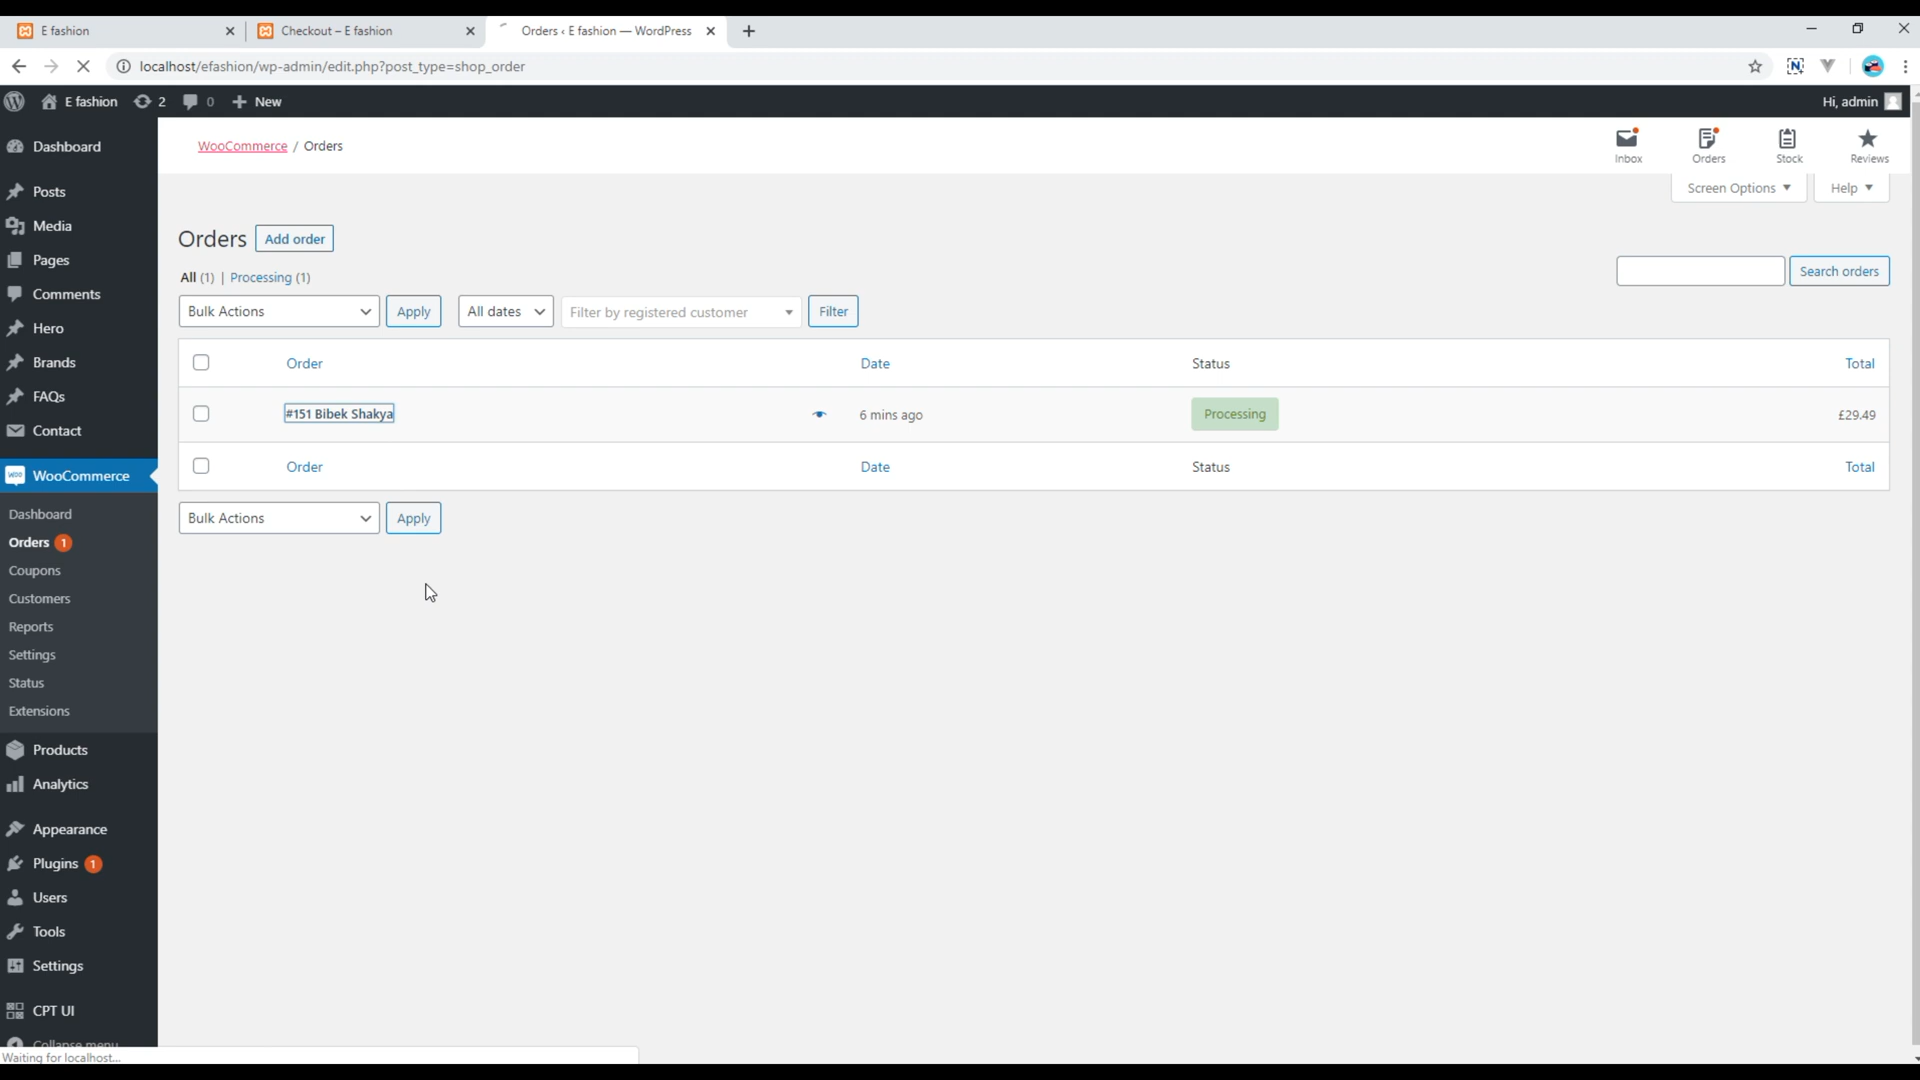 E fashion
Checkout – E fashion
Orders ‹ E fashion — WordPress
localhost/efashion/wp-admin/edit.php?post_type=shop_order
E fashion 2 0 New
Hi, admin
Dashboard
Posts
Media
Pages
Comments
Hero
Brands
FAQs
Contact
WooCommerce
Dashboard
Orders 1
Coupons
Customers
Reports
Settings
Status
Extensions
Products
Analytics
Appearance
Plugins 1
Users
Tools
Settings
CPT UI
Collapse menu
Waiting for localhost...
WooCommerce / Orders
Inbox
Orders
Stock
Reviews
Screen Options
Help
Orders Add order
All (1) | Processing (1)
Search orders
Bulk Actions Apply All dates Filter by registered customer Filter
Order Date Status Total
#151 Bibek Shakya 6 mins ago Processing £29.49
Order Date Status Total
Bulk Actions Apply